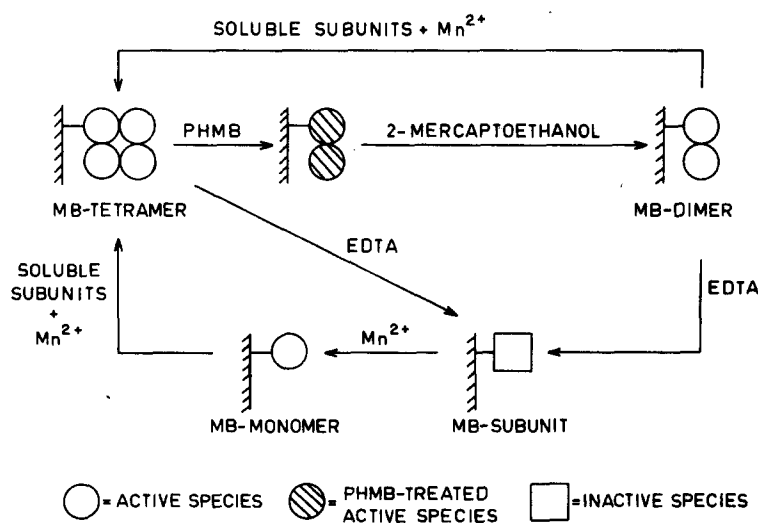 SOLUBLE SUBUNITS + Mn²⁺
PHMB
2-MERCAPTOETHANOL
MB-TETRAMER
MB-DIMER
EDTA
EDTA
SOLUBLE
SUBUNITS
+
Mn²⁺
Mn²⁺
MB-MONOMER
MB-SUBUNIT
= ACTIVE SPECIES
= PHMB-TREATED
ACTIVE SPECIES
= INACTIVE SPECIES